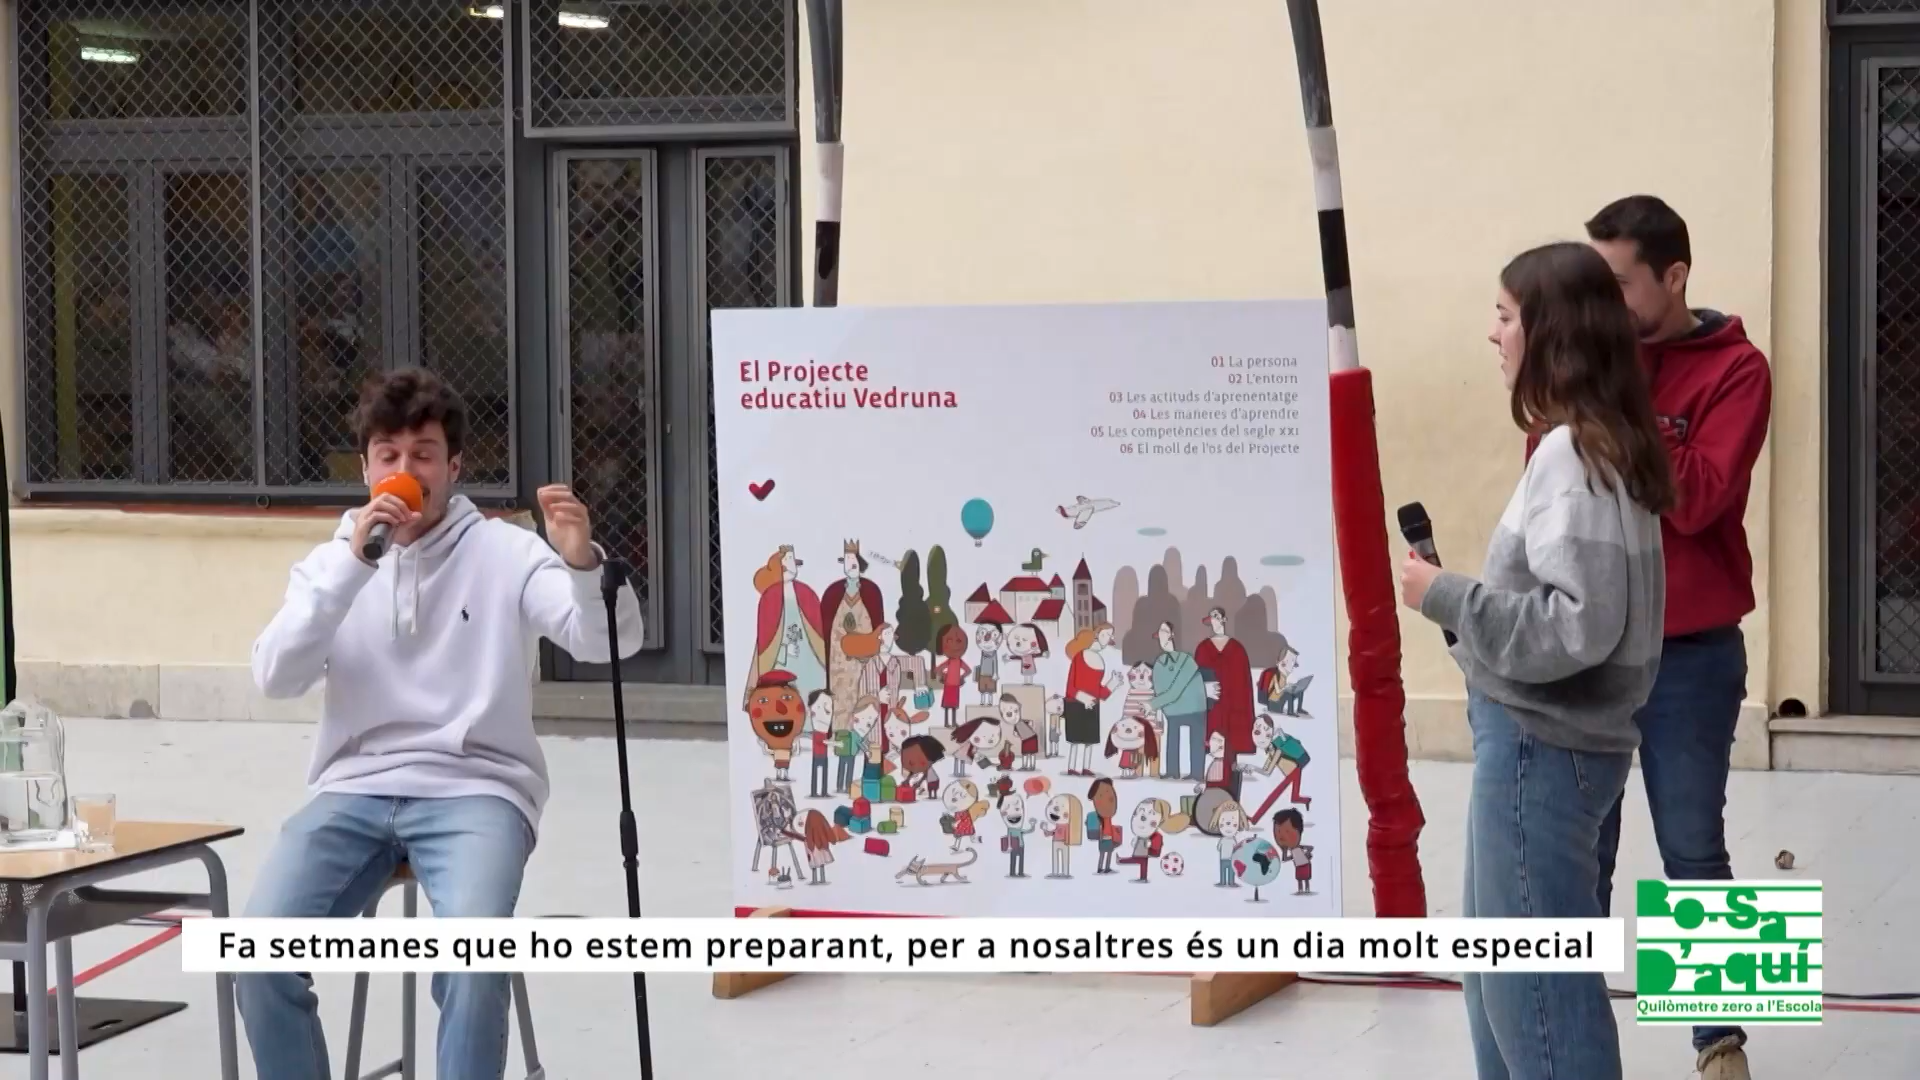 El Projecte
educatiu Vedruna
01 La persona
02 L'entorn
03 Les actituds d'aprenentatge
04 Les maneres d'aprendre
05 Les competències del segle XXI
06 El moll de l'os del Projecte
Fa setmanes que ho estem preparant, per a nosaltres és un dia molt especial
Bo, Sa,
D'aquí
Quilòmetre zero a l'Escola